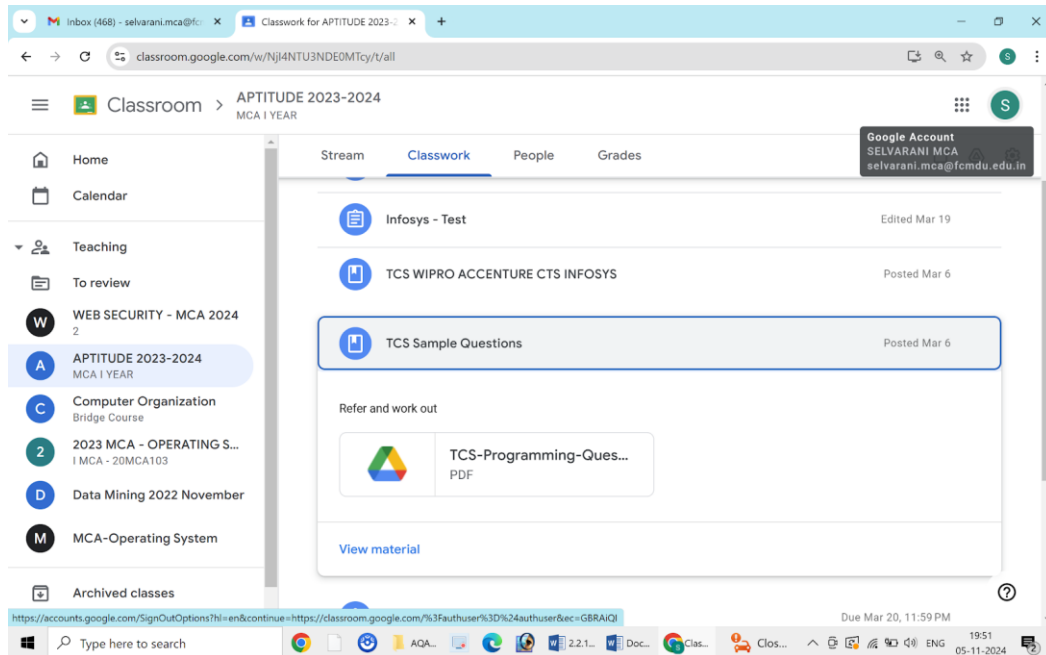 Inbox (468) - selvarani.mca@fc
Classwork for APTITUDE 2023-2
classroom.google.com/w/NjI4NTU3NDE0MTcy/t/all
S
Classroom > APTITUDE 2023-2024
MCA I YEAR
S
Google Account
SELVARANI MCA
selvarani.mca@fcmdu.edu.in
Home
Calendar
Teaching
To review
W WEB SECURITY - MCA 2024
2
A APTITUDE 2023-2024
MCA I YEAR
C Computer Organization
Bridge Course
2 2023 MCA - OPERATING S...
I MCA - 20MCA103
D Data Mining 2022 November
M MCA-Operating System
Archived classes
Stream Classwork People Grades
Infosys - Test Edited Mar 19
TCS WIPRO ACCENTURE CTS INFOSYS Posted Mar 6
TCS Sample Questions Posted Mar 6
Refer and work out
TCS-Programming-Ques...
PDF
View material
Due Mar 20, 11:59 PM
https://accounts.google.com/SignOutOptions?hl=en&continue=https://classroom.google.com/%3Fauthuser%3D%24authuser&ec=GBRAiQI
Type here to search
AQA... 2.2.1... Doc... Clas... Clos... ENG
19:51
05-11-2024
2